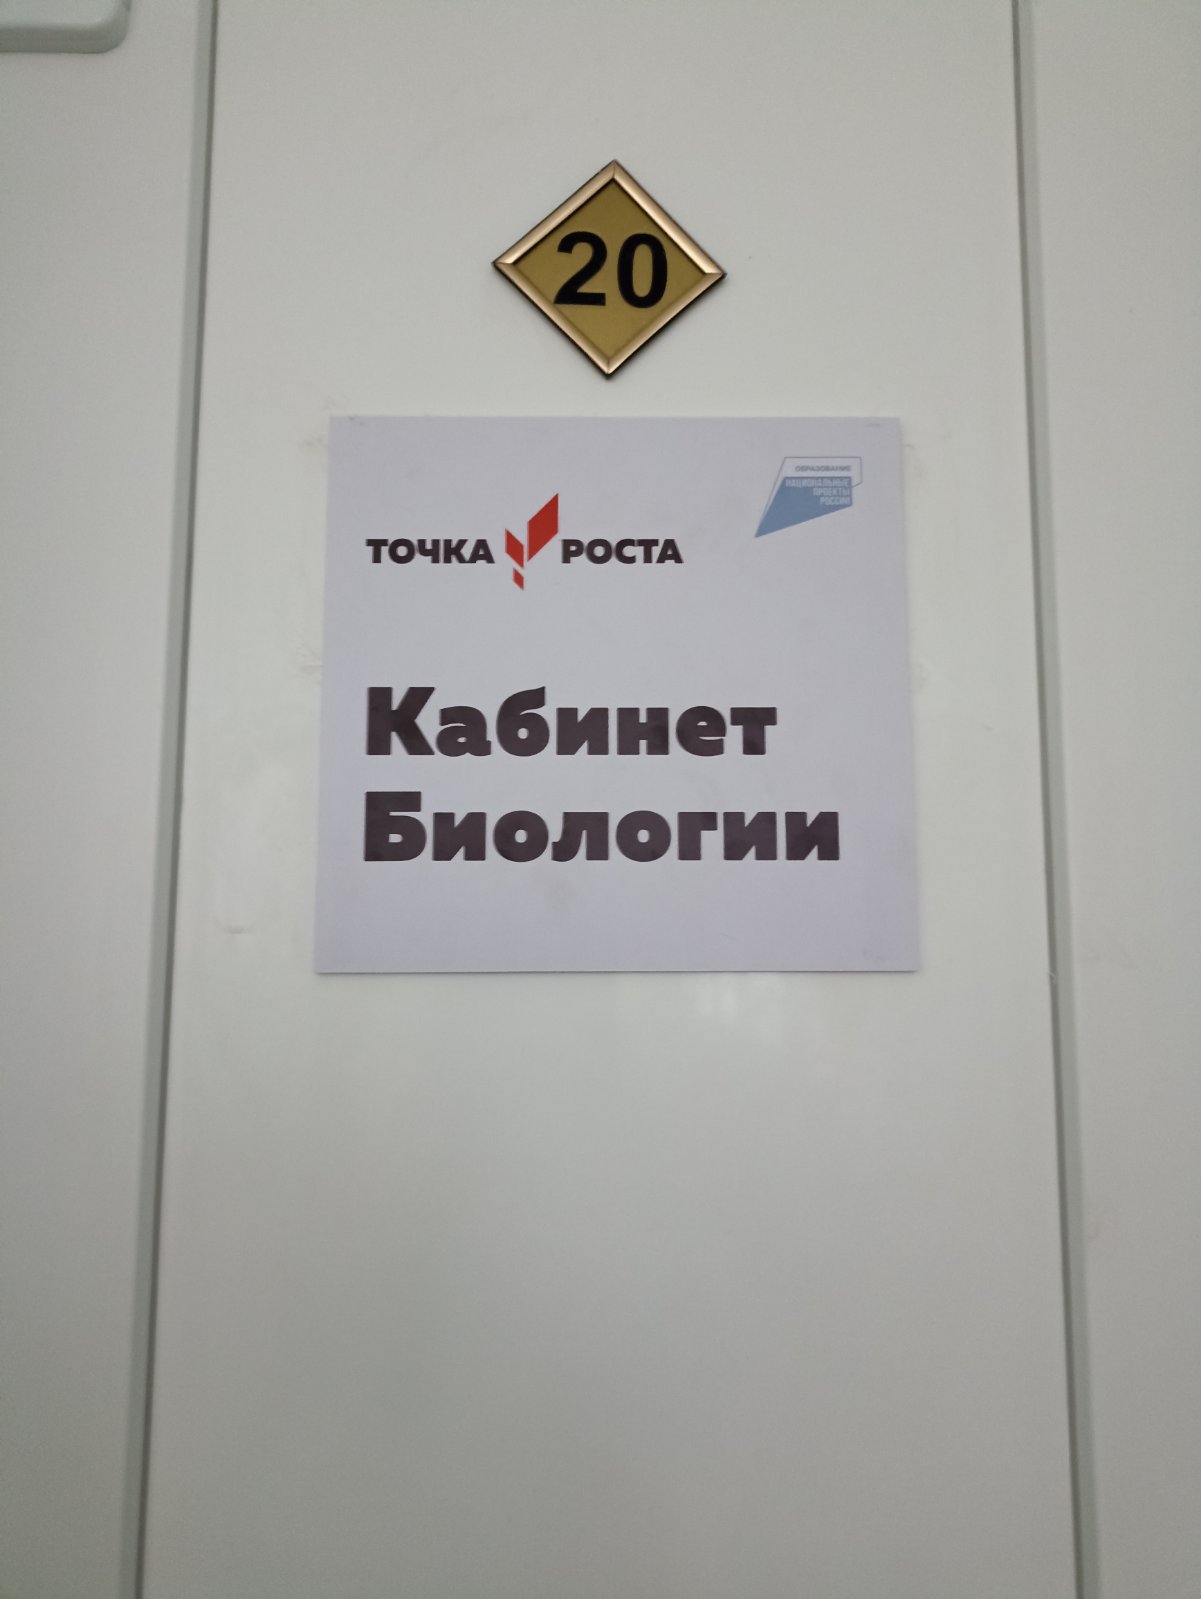 20
ОБРАЗОВАНИЕ
НАЦИОНАЛЬНЫЕ
ПРОЕКТЫ
РОССИИ
ТОЧКА РОСТА
Кабинет
Биологии